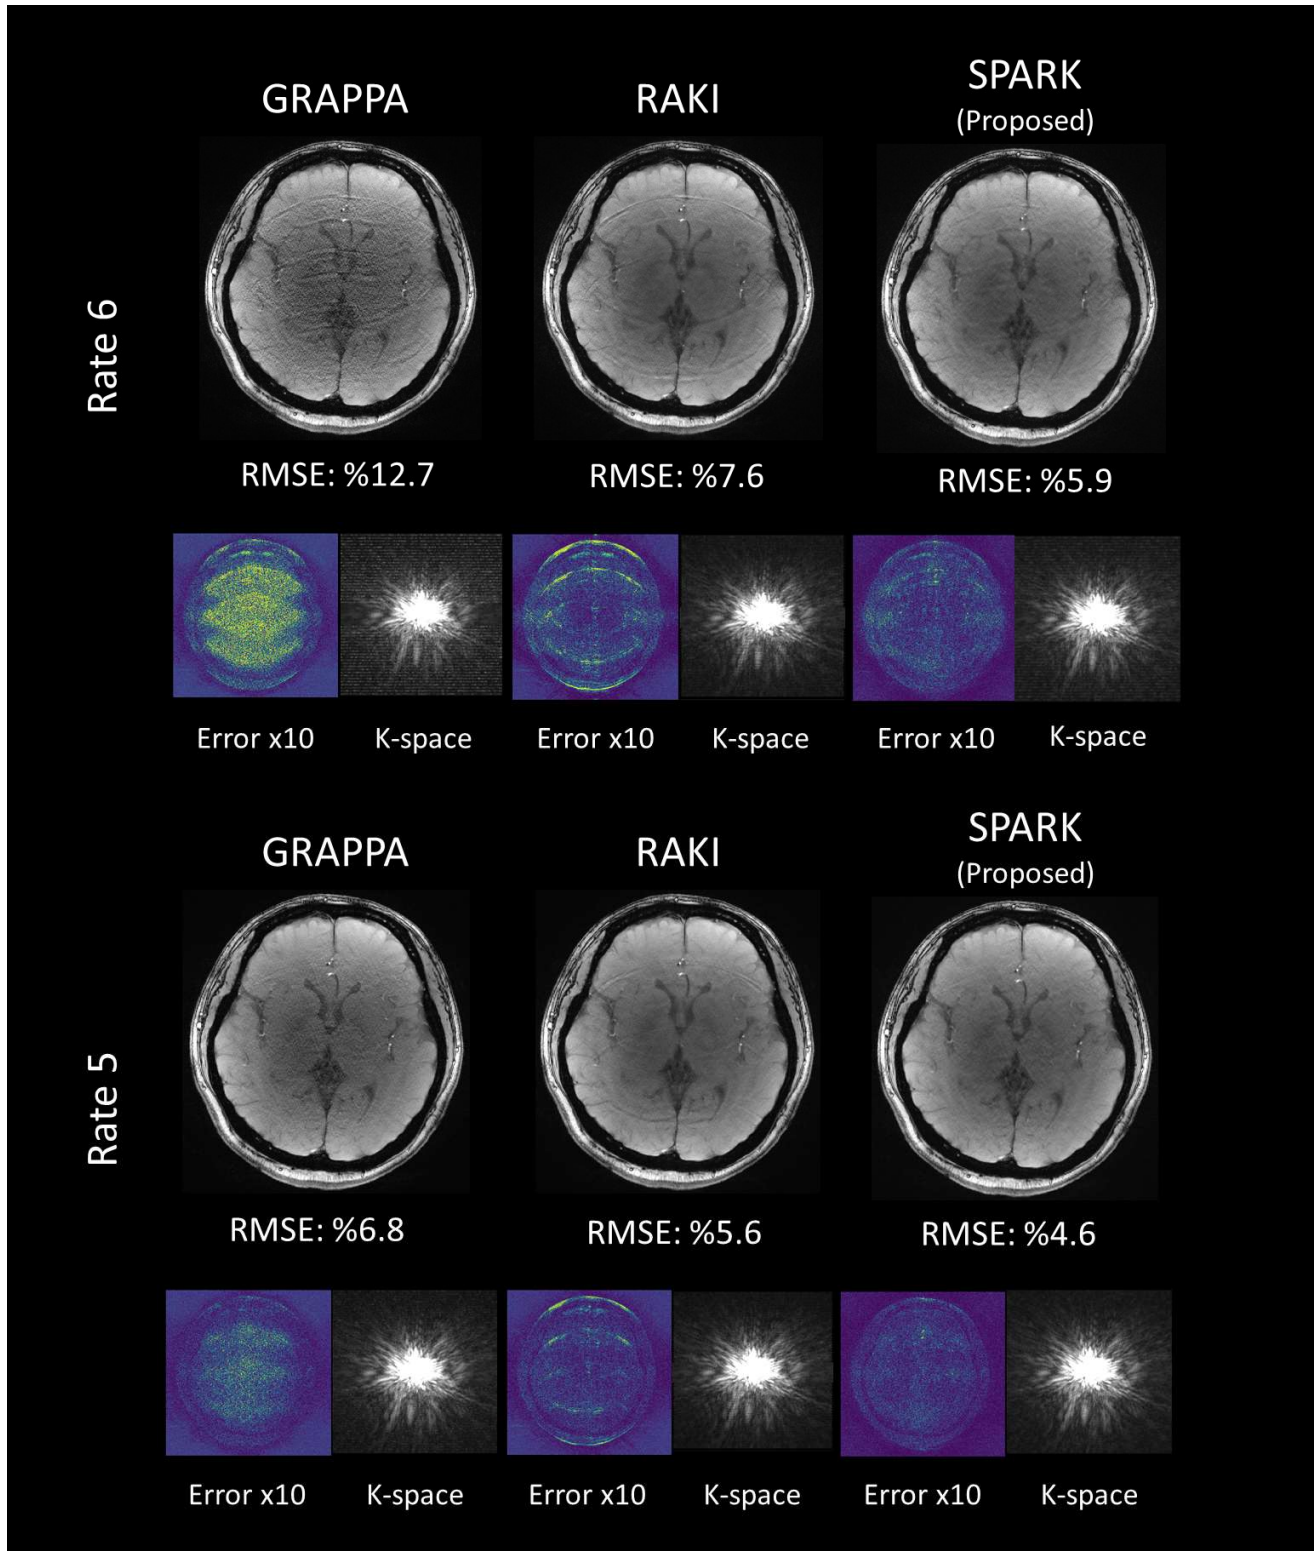 GRAPPA
RAKI
SPARK
(Proposed)
Rate 6
RMSE: %12.7
RMSE: %7.6
RMSE: %5.9
Error x10
K-space
Error x10
K-space
Error x10
K-space
GRAPPA
RAKI
SPARK
(Proposed)
Rate 5
RMSE: %6.8
RMSE: %5.6
RMSE: %4.6
Error x10
K-space
Error x10
K-space
Error x10
K-space